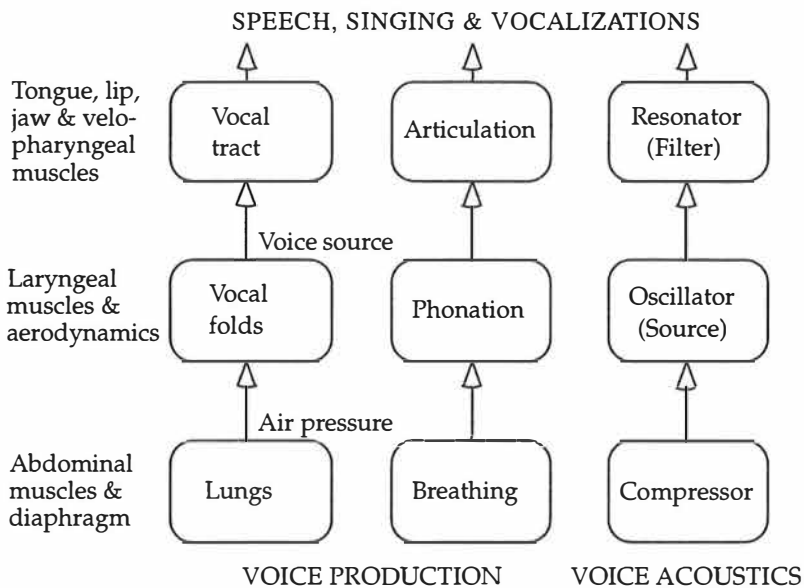 SPEECH, SINGING & VOCALIZATIONS
Tongue, lip,
jaw & velo-
pharyngeal
muscles
Vocal
tract
Articulation
Resonator
(Filter)
Voice source
Laryngeal
muscles &
aerodynamics
Vocal
folds
Phonation
Oscillator
(Source)
Air pressure
Abdominal
muscles &
diaphragm
Lungs
Breathing
Compressor
VOICE PRODUCTION
VOICE ACOUSTICS